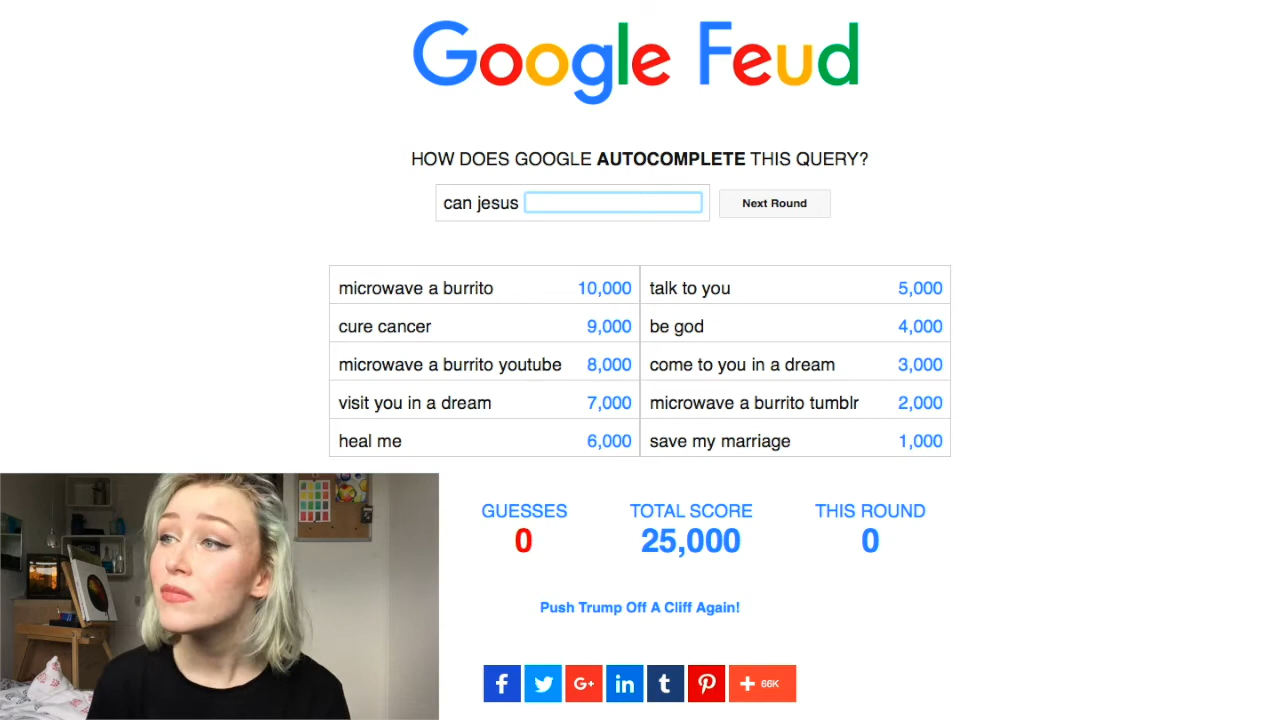 Google Feud
HOW DOES GOOGLE AUTOCOMPLETE THIS QUERY?
can jesus
Next Round
microwave a burrito 10,000
talk to you 5,000
cure cancer 9,000
be god 4,000
microwave a burrito youtube 8,000
come to you in a dream 3,000
visit you in a dream 7,000
microwave a burrito tumblr 2,000
heal me 6,000
save my marriage 1,000
GUESSES TOTAL SCORE THIS ROUND
0 25,000 0
Push Trump Off A Cliff Again!
f G+ in t + 66K